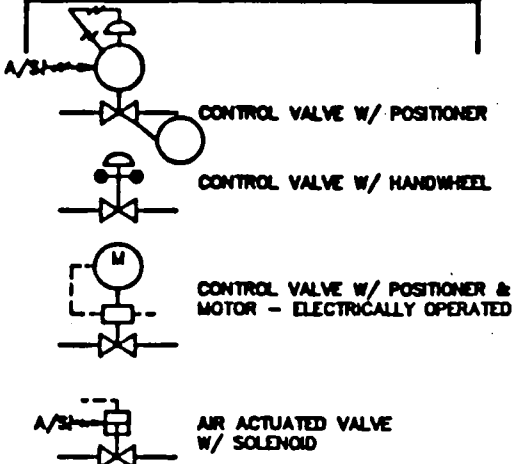 A/S
CONTROL VALVE W/ POSITIONER
CONTROL VALVE W/ HANDWHEEL
M
CONTROL VALVE W/ POSITIONER &
MOTOR - ELECTRICALLY OPERATED
A/S
AIR ACTUATED VALVE
W/ SOLENOID